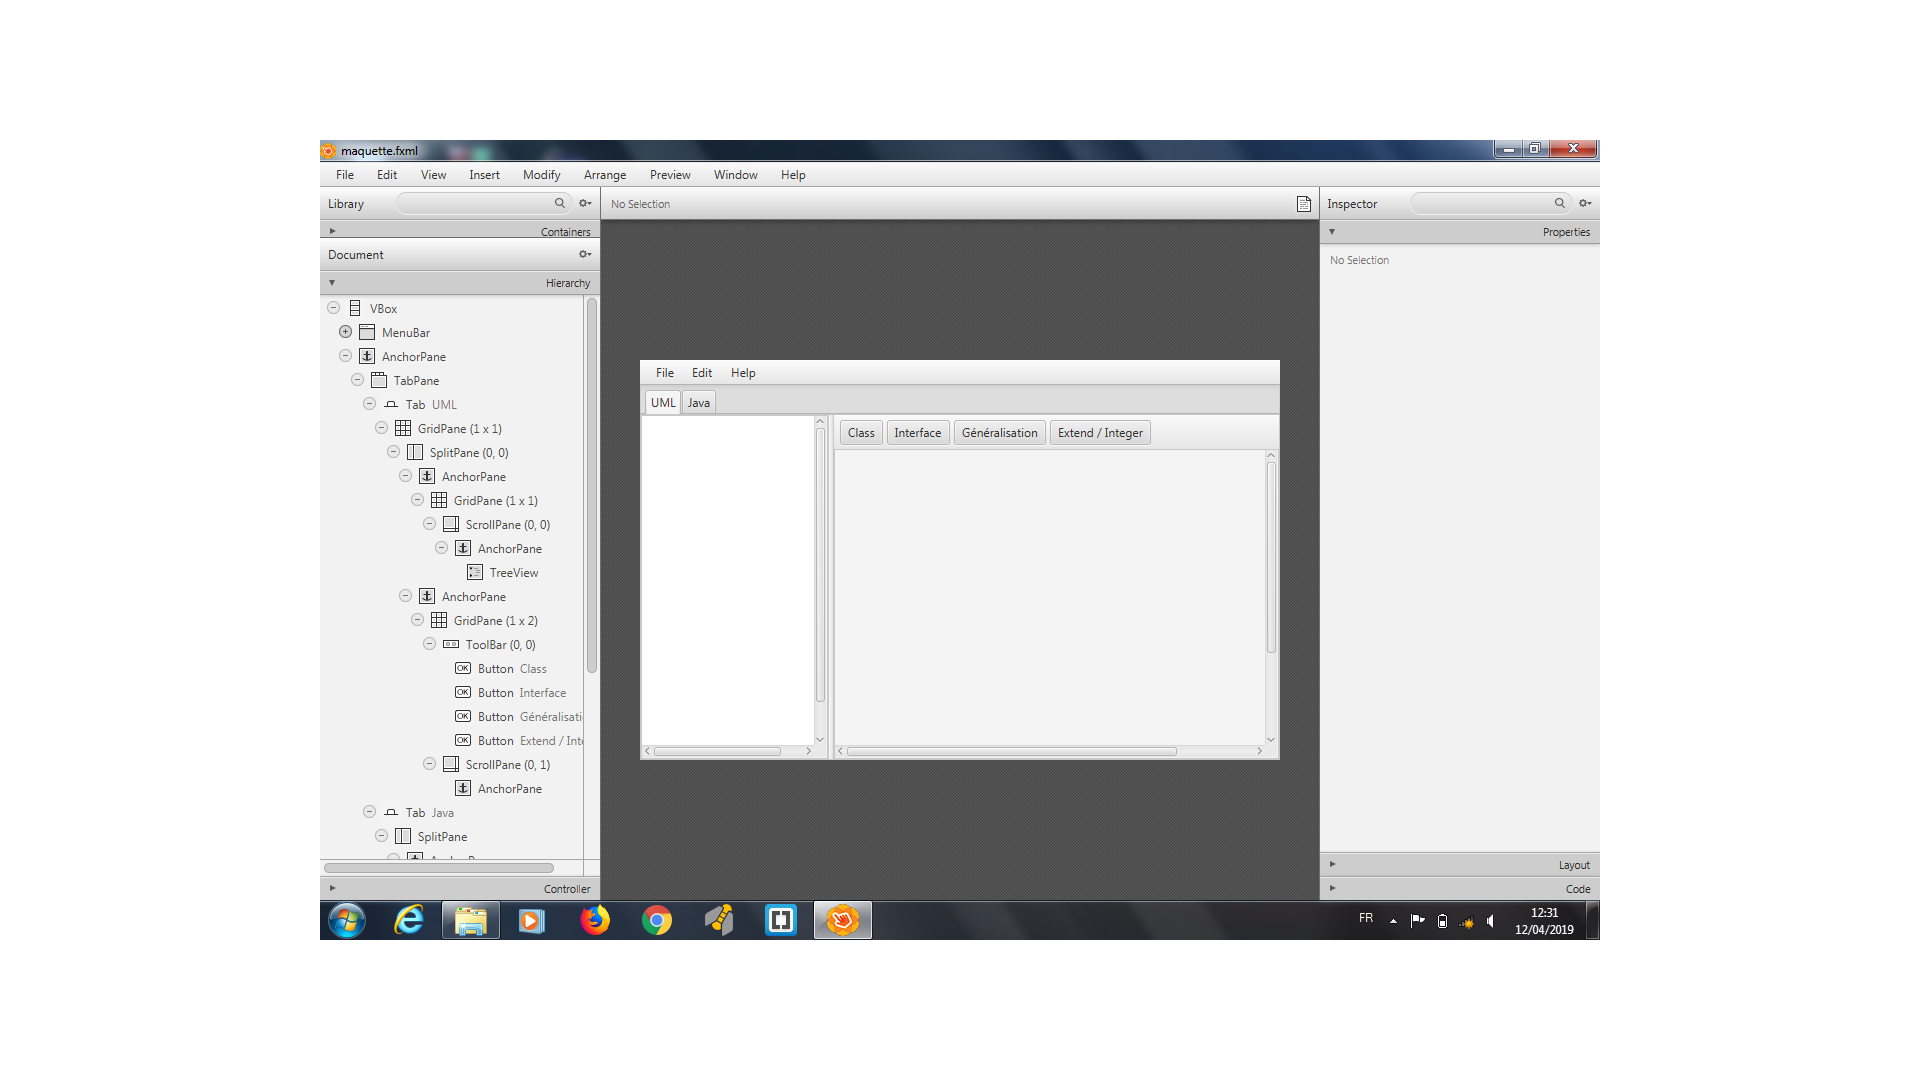 maquette.fxml
File Edit View Insert Modify Arrange Preview Window Help
Library
No Selection
Inspector
Containers
Properties
Document
No Selection
Hierarchy
VBox
MenuBar
AnchorPane
TabPane
Tab UML
GridPane (1 x 1)
SplitPane (0, 0)
AnchorPane
GridPane (1 x 1)
ScrollPane (0, 0)
AnchorPane
TreeView
AnchorPane
GridPane (1 x 2)
ToolBar (0, 0)
OK Button Class
OK Button Interface
OK Button Généralisati
OK Button Extend / Inte
ScrollPane (0, 1)
AnchorPane
Tab Java
SplitPane
Controller
File Edit Help
UML Java
Class Interface Généralisation Extend / Integer
Layout
Code
FR
12:31
12/04/2019